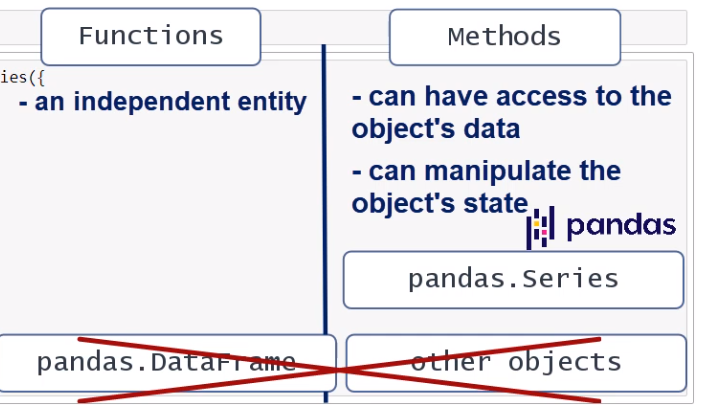 Functions
Methods
ies({
- an independent entity
- can have access to the
object's data
- can manipulate the
object's state
pandas
pandas.Series
pandas.DataFrame
other objects